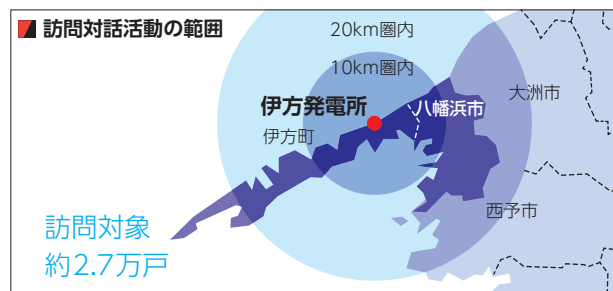 訪問対話活動の範囲
20km圏内
10km圏内
伊方発電所
八幡浜市
大洲市
伊方町
西予市
訪問対象
約2.7万戸